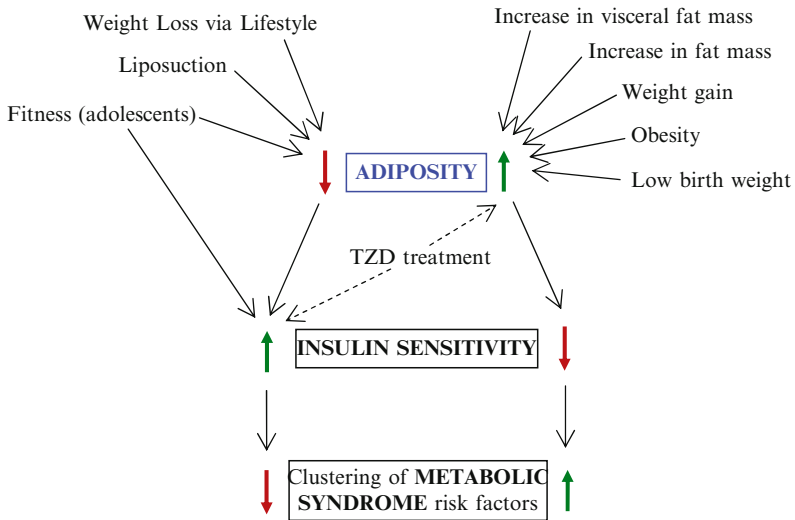 Weight Loss via Lifestyle
Liposuction
Fitness (adolescents)
Increase in visceral fat mass
Increase in fat mass
Weight gain
Obesity
Low birth weight
ADIPOSITY
TZD treatment
INSULIN SENSITIVITY
Clustering of METABOLIC
SYNDROME risk factors